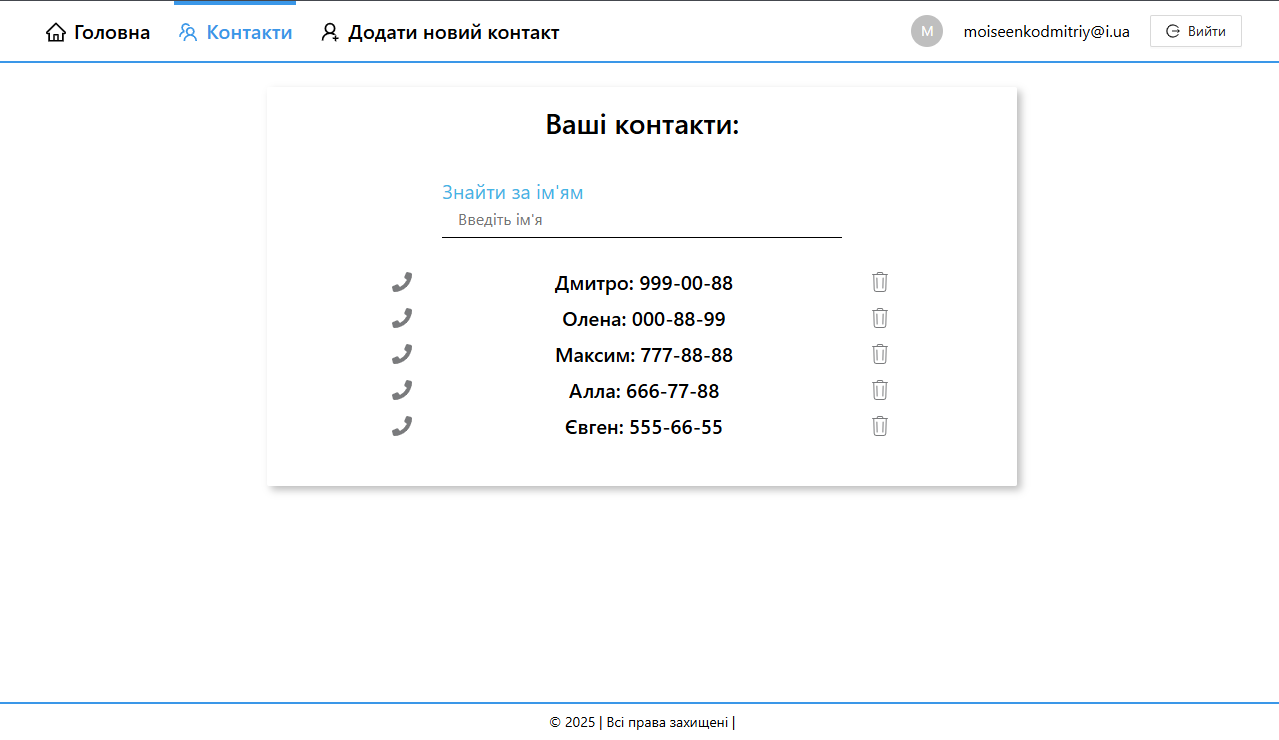 Головна Контакти Додати новий контакт M moiseenkodmitriy@i.ua Вийти
Ваші контакти:
Знайти за ім'ям
Введіть ім'я
Дмитро: 999-00-88
Олена: 000-88-99
Максим: 777-88-88
Алла: 666-77-88
Євген: 555-66-55
© 2025 | Всі права захищені |